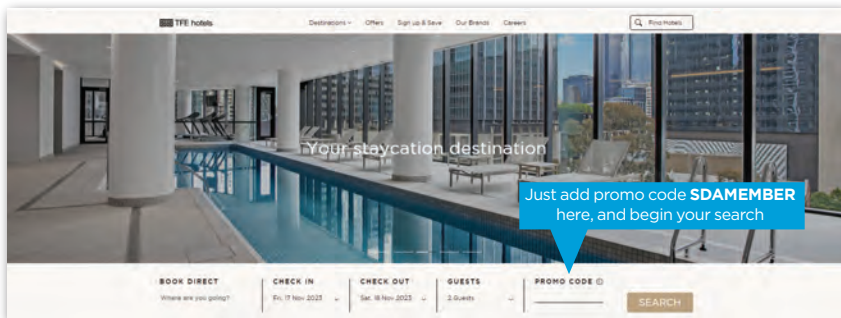 TFE hotels
Destinations Offers Sign up & Save Our Brands Careers
Find Hotels
Your staycation destination
Just add promo code SDAMEMBER
here, and begin your search
BOOK DIRECT CHECK IN CHECK OUT GUESTS PROMO CODE
Where are you going? Fri, 17 Nov 2023 Sat, 18 Nov 2023 2 Guests
SEARCH